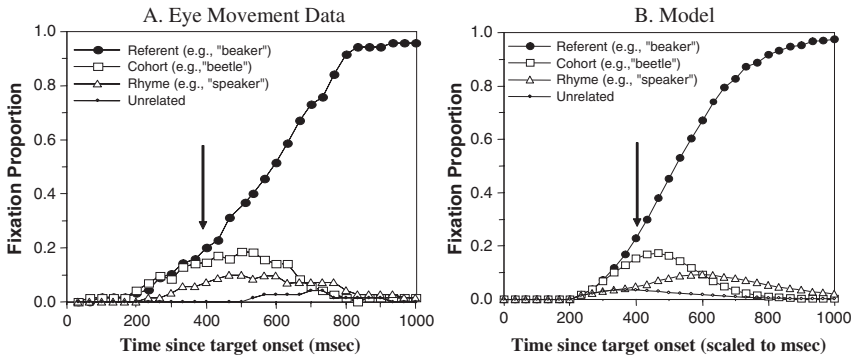 A. Eye Movement Data
1.0
0.8
0.6
0.4
0.2
0.0
Fixation Proportion
Referent (e.g., "beaker")
Cohort (e.g.,"beetle")
Rhyme (e.g., "speaker")
Unrelated
0 200 400 600 800 1000
Time since target onset (msec)
B. Model
1.0
0.8
0.6
0.4
0.2
0.0
Fixation Proportion
Referent (e.g., "beaker")
Cohort (e.g.,"beetle")
Rhyme (e.g., "speaker")
Unrelated
0 200 400 600 800 1000
Time since target onset (scaled to msec)